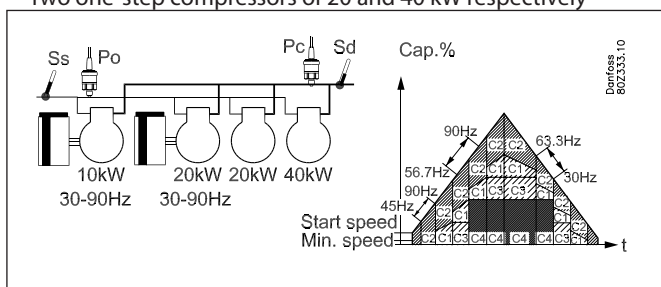 Two one-step compressors of 20 and 40 kW respectively
Ss Po Pc Sd
10kW 20kW 20kW 40kW
30-90Hz 30-90Hz
Cap.%
Danfoss
80Z333.10
90Hz 63.3Hz
C2 C2
56.7Hz 30Hz
C2 C1 C1 C2
90Hz
C2 C1 C3 C3 C1 C2
45Hz
C2 C1 C1
Start speed
Min. speed
C2 C1 C3 C4 C4 C4 C4 C3 C1
t